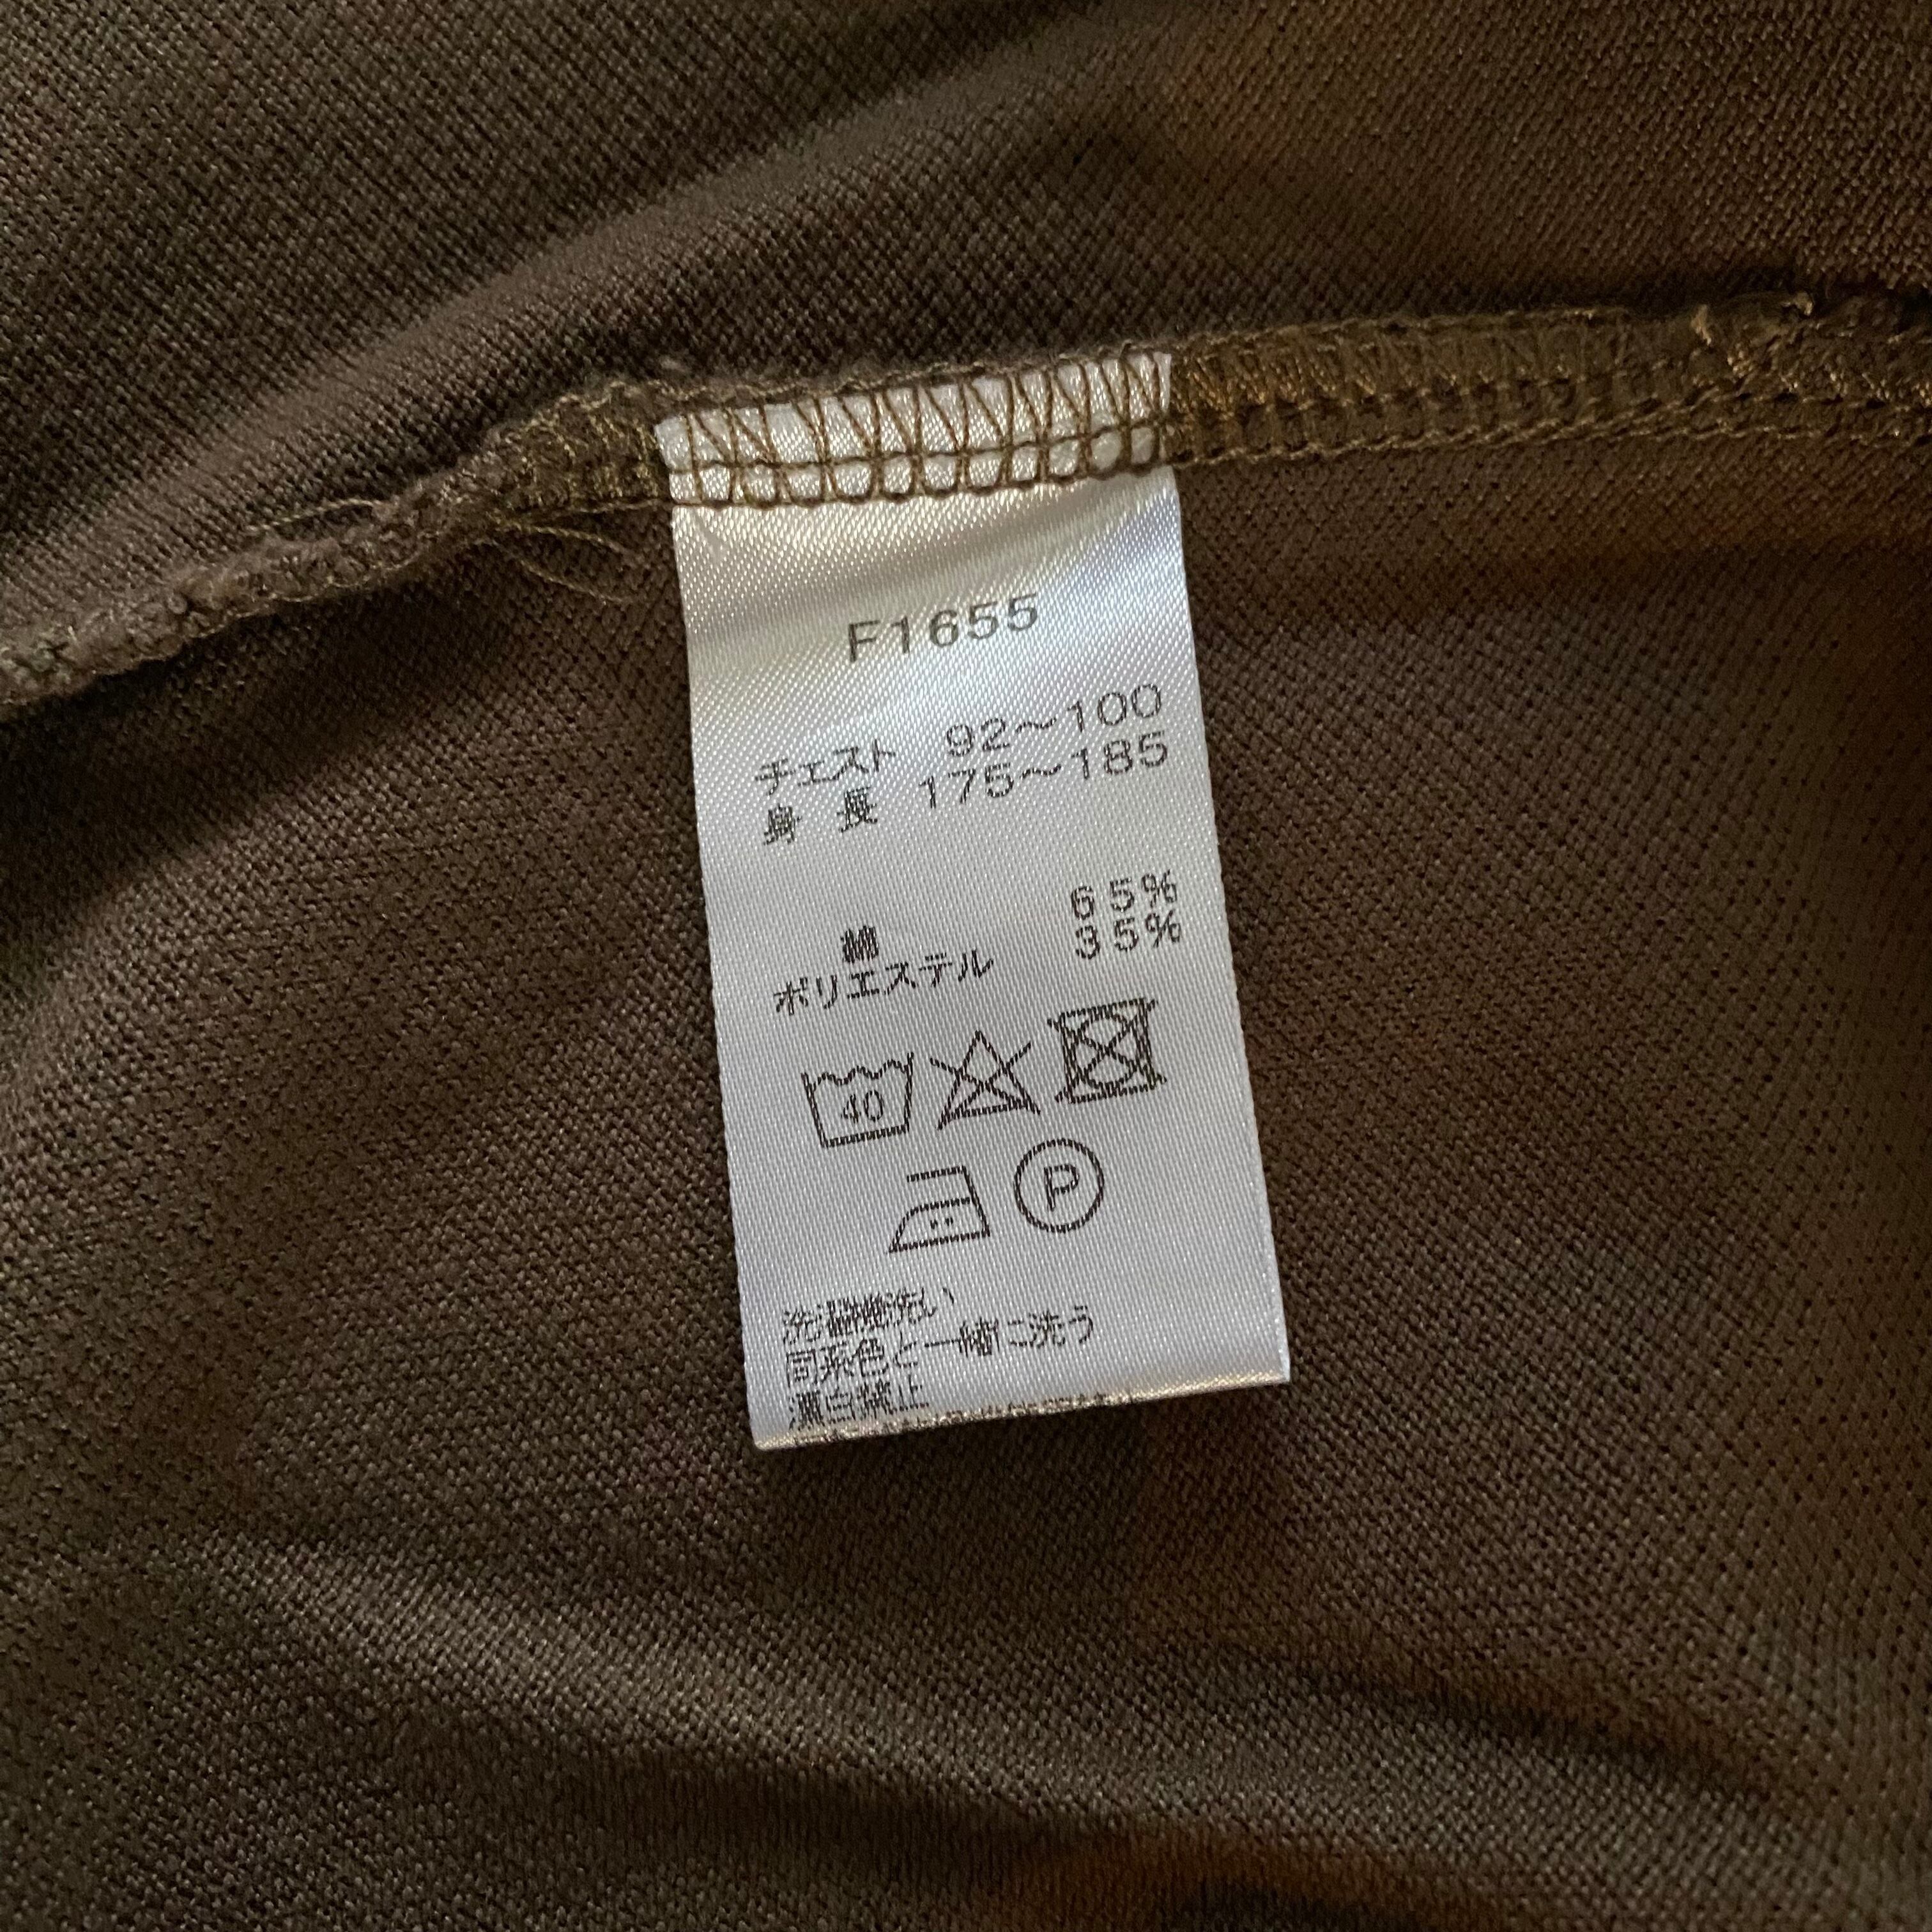 F1655
チェスト 92～100
身 長 175～185
綿 65%
ポリエステル 35%
40
P
洗濯機洗い
同系色と一緒に洗う
漂白禁止